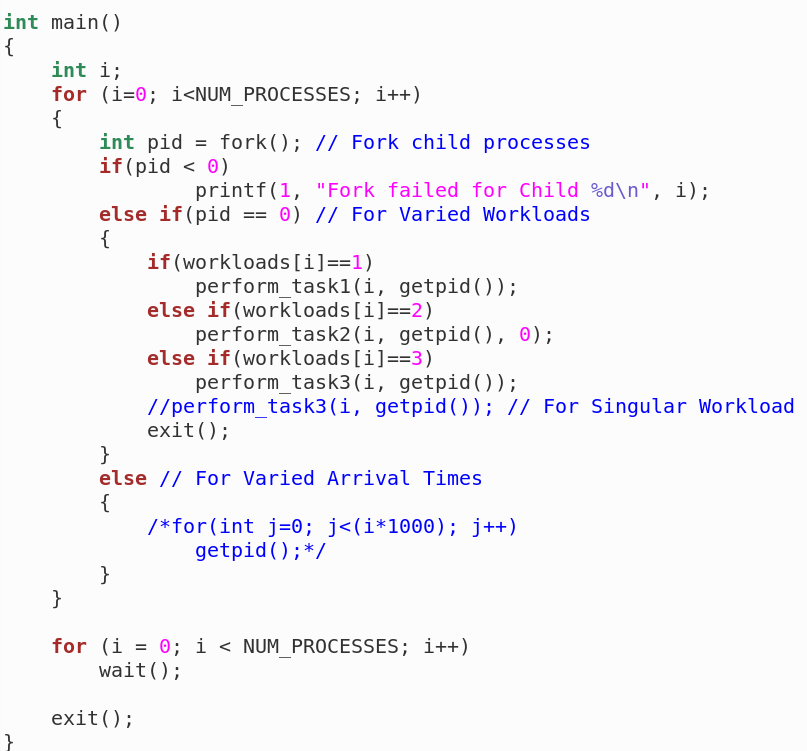 int main()
{
    int i;
    for (i=0; i<NUM_PROCESSES; i++)
    {
        int pid = fork(); // Fork child processes
        if(pid < 0)
                printf(1, "Fork failed for Child %d\n", i);
        else if(pid == 0) // For Varied Workloads
        {
            if(workloads[i]==1)
                perform_task1(i, getpid());
            else if(workloads[i]==2)
                perform_task2(i, getpid(), 0);
            else if(workloads[i]==3)
                perform_task3(i, getpid());
            //perform_task3(i, getpid()); // For Singular Workload
            exit();
        }
        else // For Varied Arrival Times
        {
            /*for(int j=0; j<(i*1000); j++)
                getpid();*/
        }
    }

    for (i = 0; i < NUM_PROCESSES; i++)
        wait();

    exit();
}